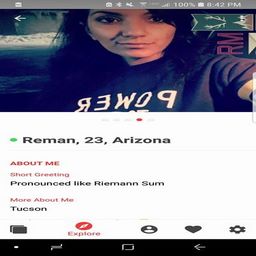 100% 8:42 PM
POWER
RM
Reman, 23, Arizona
ABOUT ME
Short Greeting
Pronounced like Riemann Sum
More About Me
Tucson
Explore